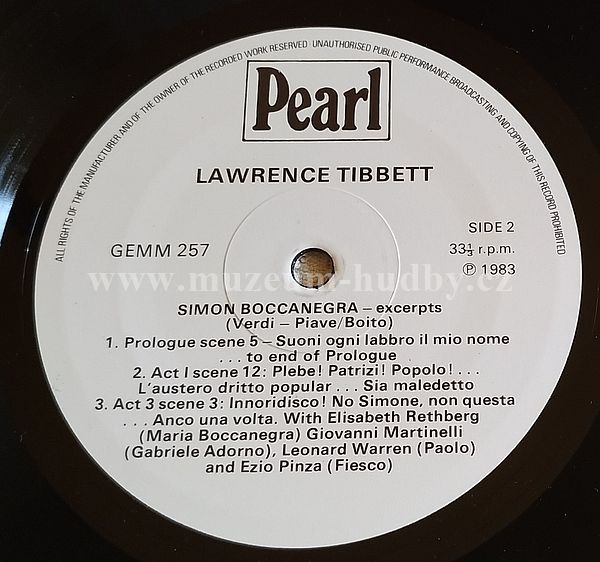 ALL RIGHTS OF THE MANUFACTURER AND OF THE OWNER OF THE RECORDED WORK RESERVED · UNAUTHORISED PUBLIC PERFORMANCE BROADCASTING AND COPYING OF THIS RECORD PROHIBITED
Pearl
LAWRENCE TIBBETT
SIDE 2
GEMM 257
33⅓ r.p.m.
℗ 1983
www.muzeum-hudby.cz
SIMON BOCCANEGRA – excerpts
(Verdi – Piave/Boito)
1. Prologue scene 5 – Suoni ogni labbro il mio nome
. . . to end of Prologue
2. Act I scene 12: Plebe! Patrizi! Popolo! . . .
L'austero dritto popolar . . . Sia maledetto
3. Act 3 scene 3: Innoridisco! No Simone, non questa
. . . Anco una volta. With Elisabeth Rethberg
(Maria Boccanegra) Giovanni Martinelli
(Gabriele Adorno), Leonard Warren (Paolo)
and Ezio Pinza (Fiesco)